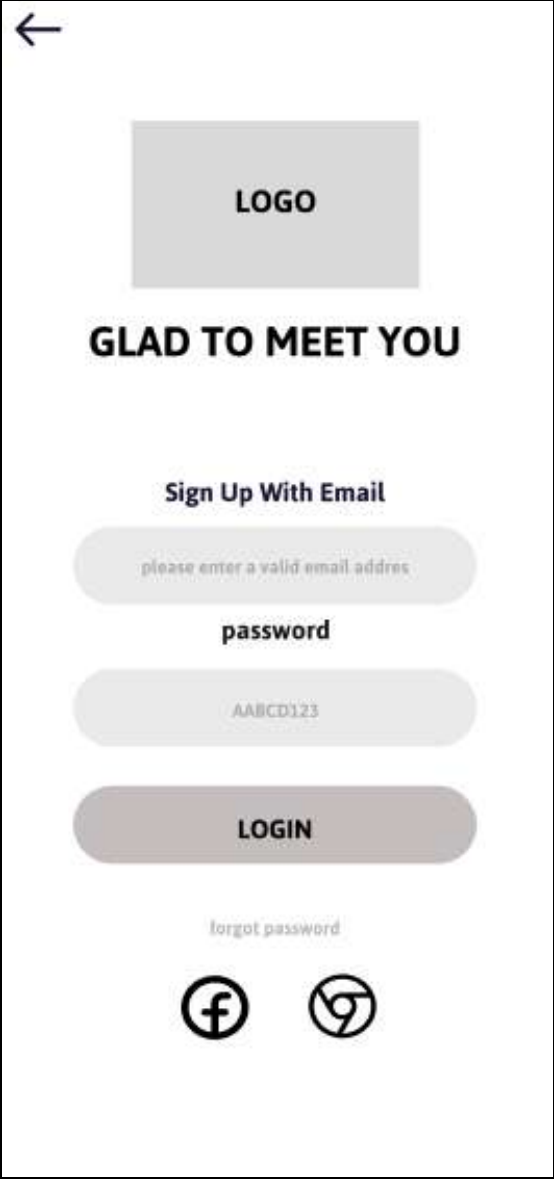 LOGO
GLAD TO MEET YOU
Sign Up With Email
please enter a valid email addres
password
AABCD123
LOGIN
forgot password